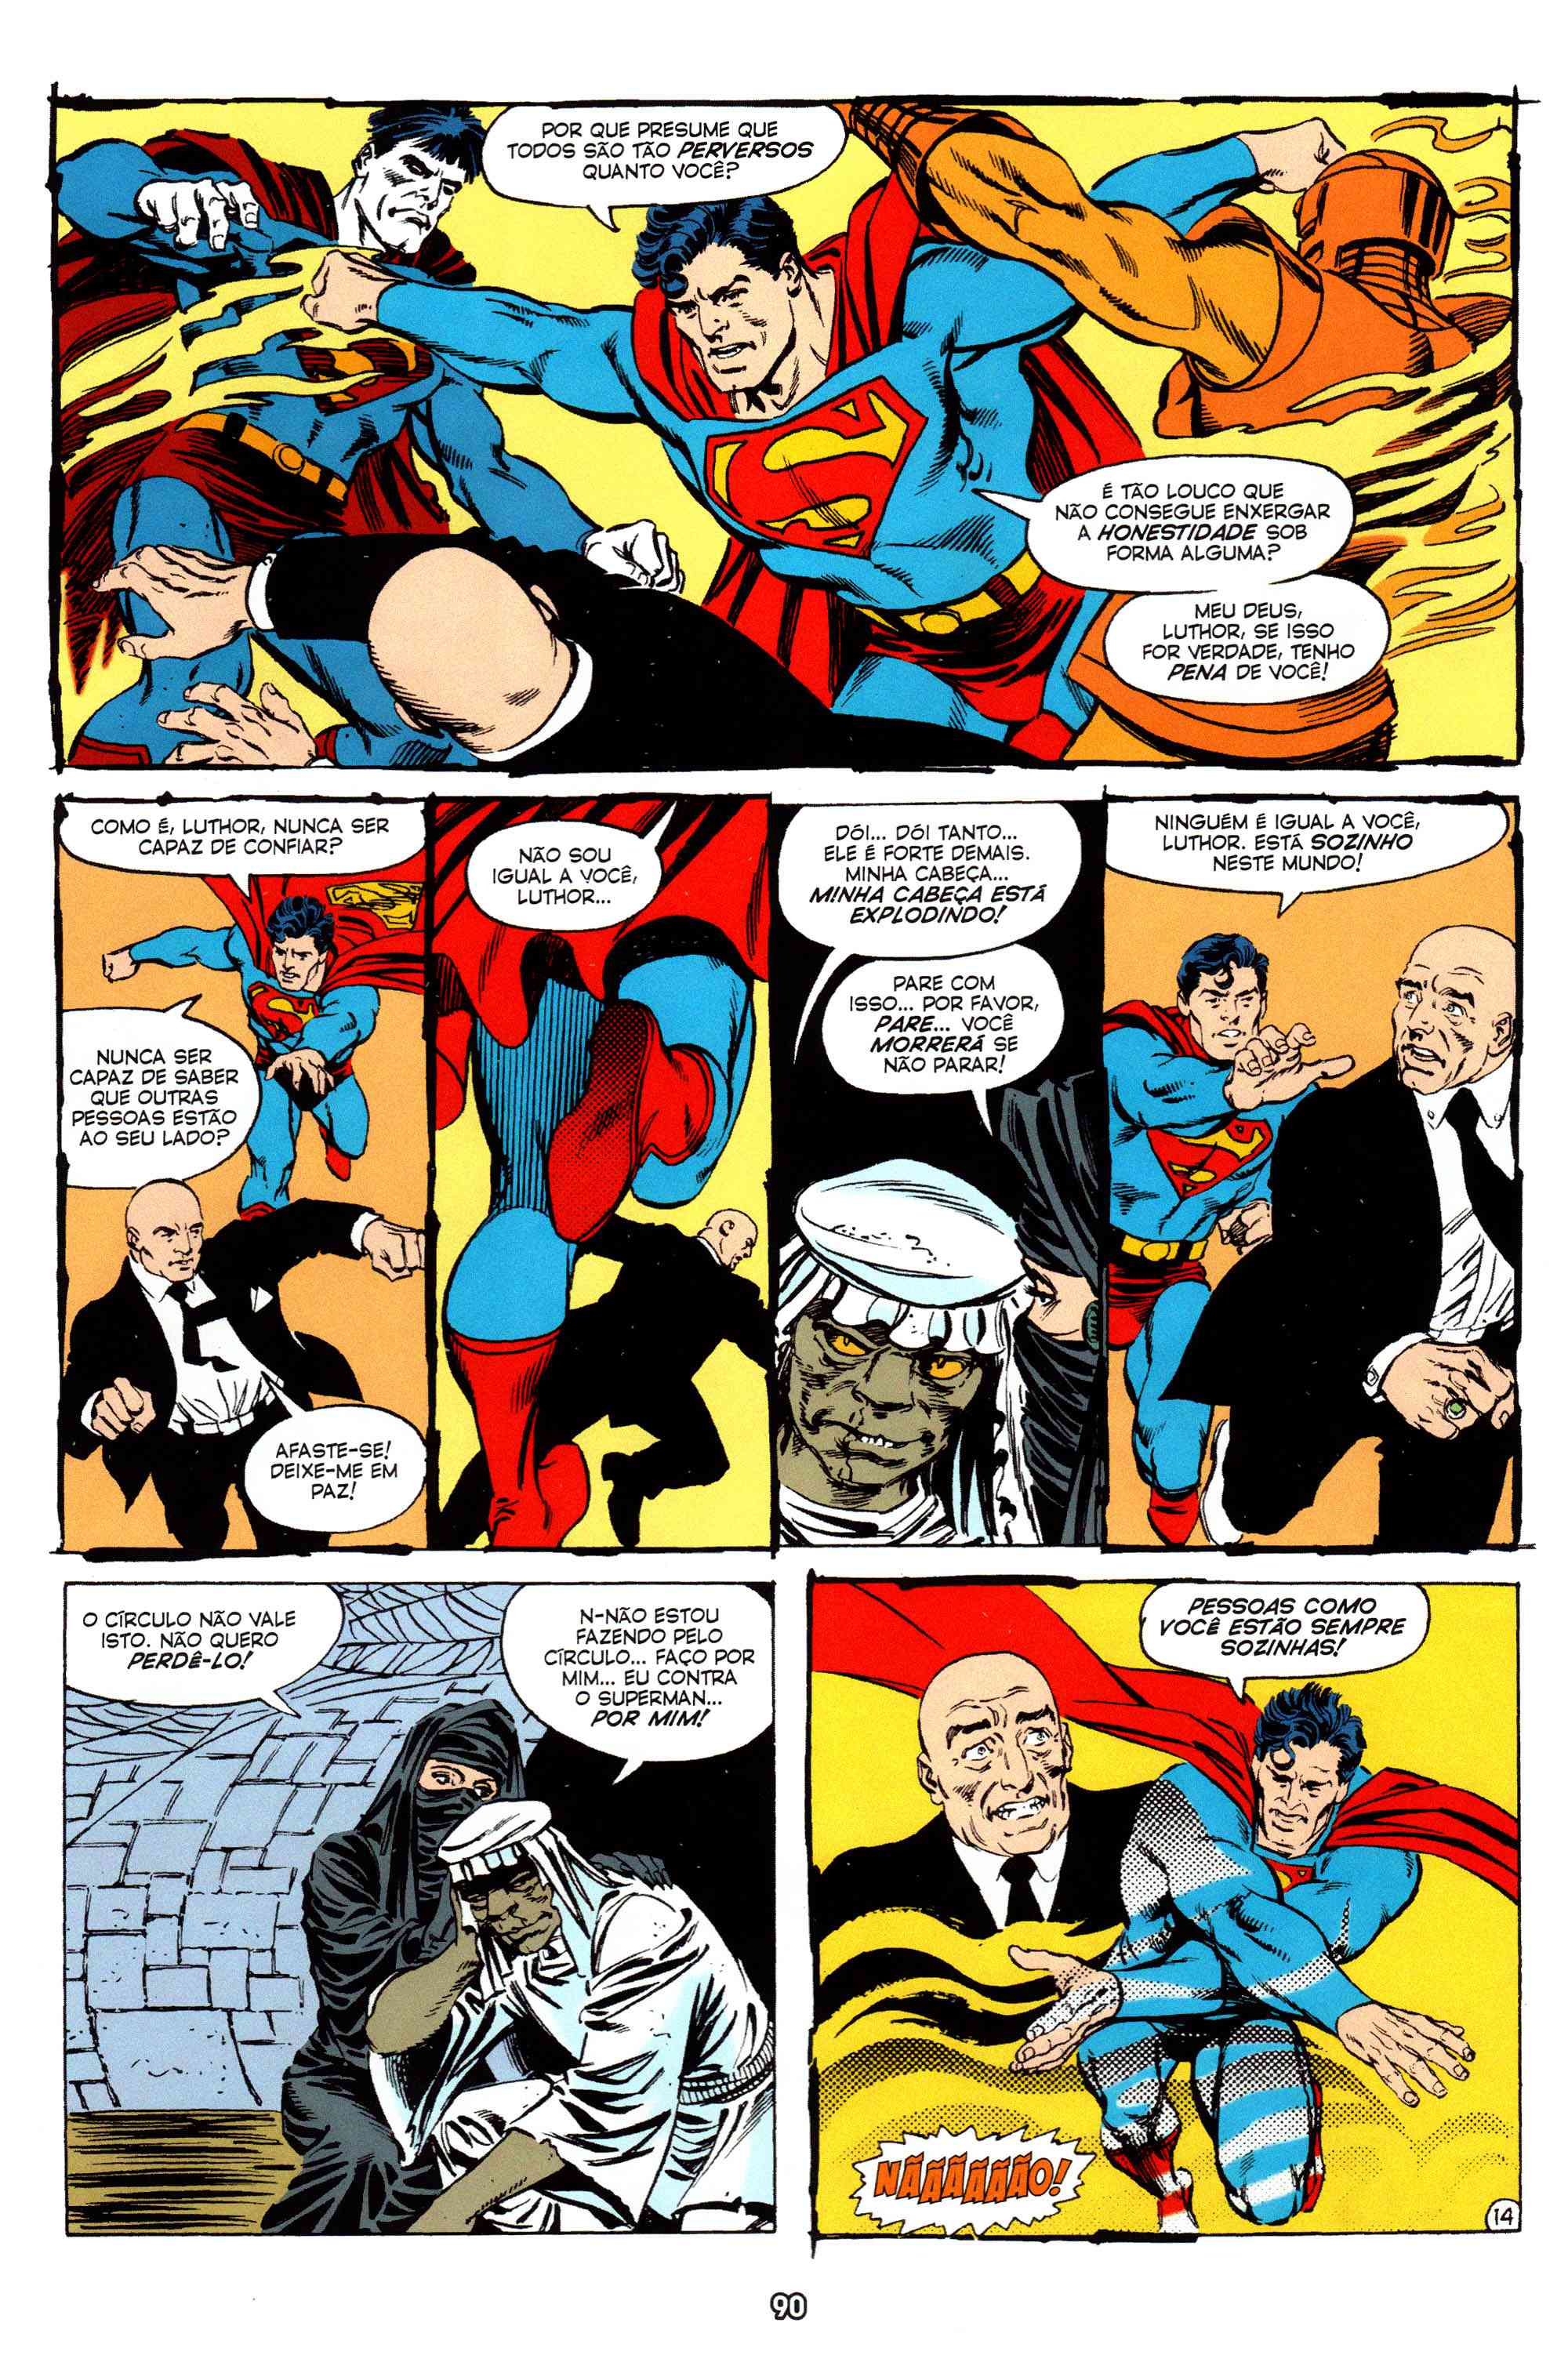 POR QUE PRESUME QUE
TODOS SÃO TÃO PERVERSOS
QUANTO VOCÊ?
É TÃO LOUCO QUE
NÃO CONSEGUE ENXERGAR
A HONESTIDADE SOB
FORMA ALGUMA?
MEU DEUS,
LUTHOR, SE ISSO
FOR VERDADE, TENHO
PENA DE VOCÊ!
COMO É, LUTHOR, NUNCA SER
CAPAZ DE CONFIAR?
NUNCA SER
CAPAZ DE SABER
QUE OUTRAS
PESSOAS ESTÃO
AO SEU LADO?
AFASTE-SE!
DEIXE-ME EM
PAZ!
NÃO SOU
IGUAL A VOCÊ,
LUTHOR...
DÓI... DÓI TANTO...
ELE É FORTE DEMAIS.
MINHA CABEÇA...
MINHA CABEÇA ESTÁ
EXPLODINDO!
PARE COM
ISSO... POR FAVOR,
PARE... VOCÊ
MORRERÁ SE
NÃO PARAR!
NINGUÉM É IGUAL A VOCÊ,
LUTHOR. ESTÁ SOZINHO
NESTE MUNDO!
O CÍRCULO NÃO VALE
ISTO. NÃO QUERO
PERDÊ-LO!
N-NÃO ESTOU
FAZENDO PELO
CÍRCULO... FAÇO POR
MIM... EU CONTRA
O SUPERMAN...
POR MIM!
PESSOAS COMO
VOCÊ ESTÃO SEMPRE
SOZINHAS!
NÃÃÃÃÃÃO!
14
90